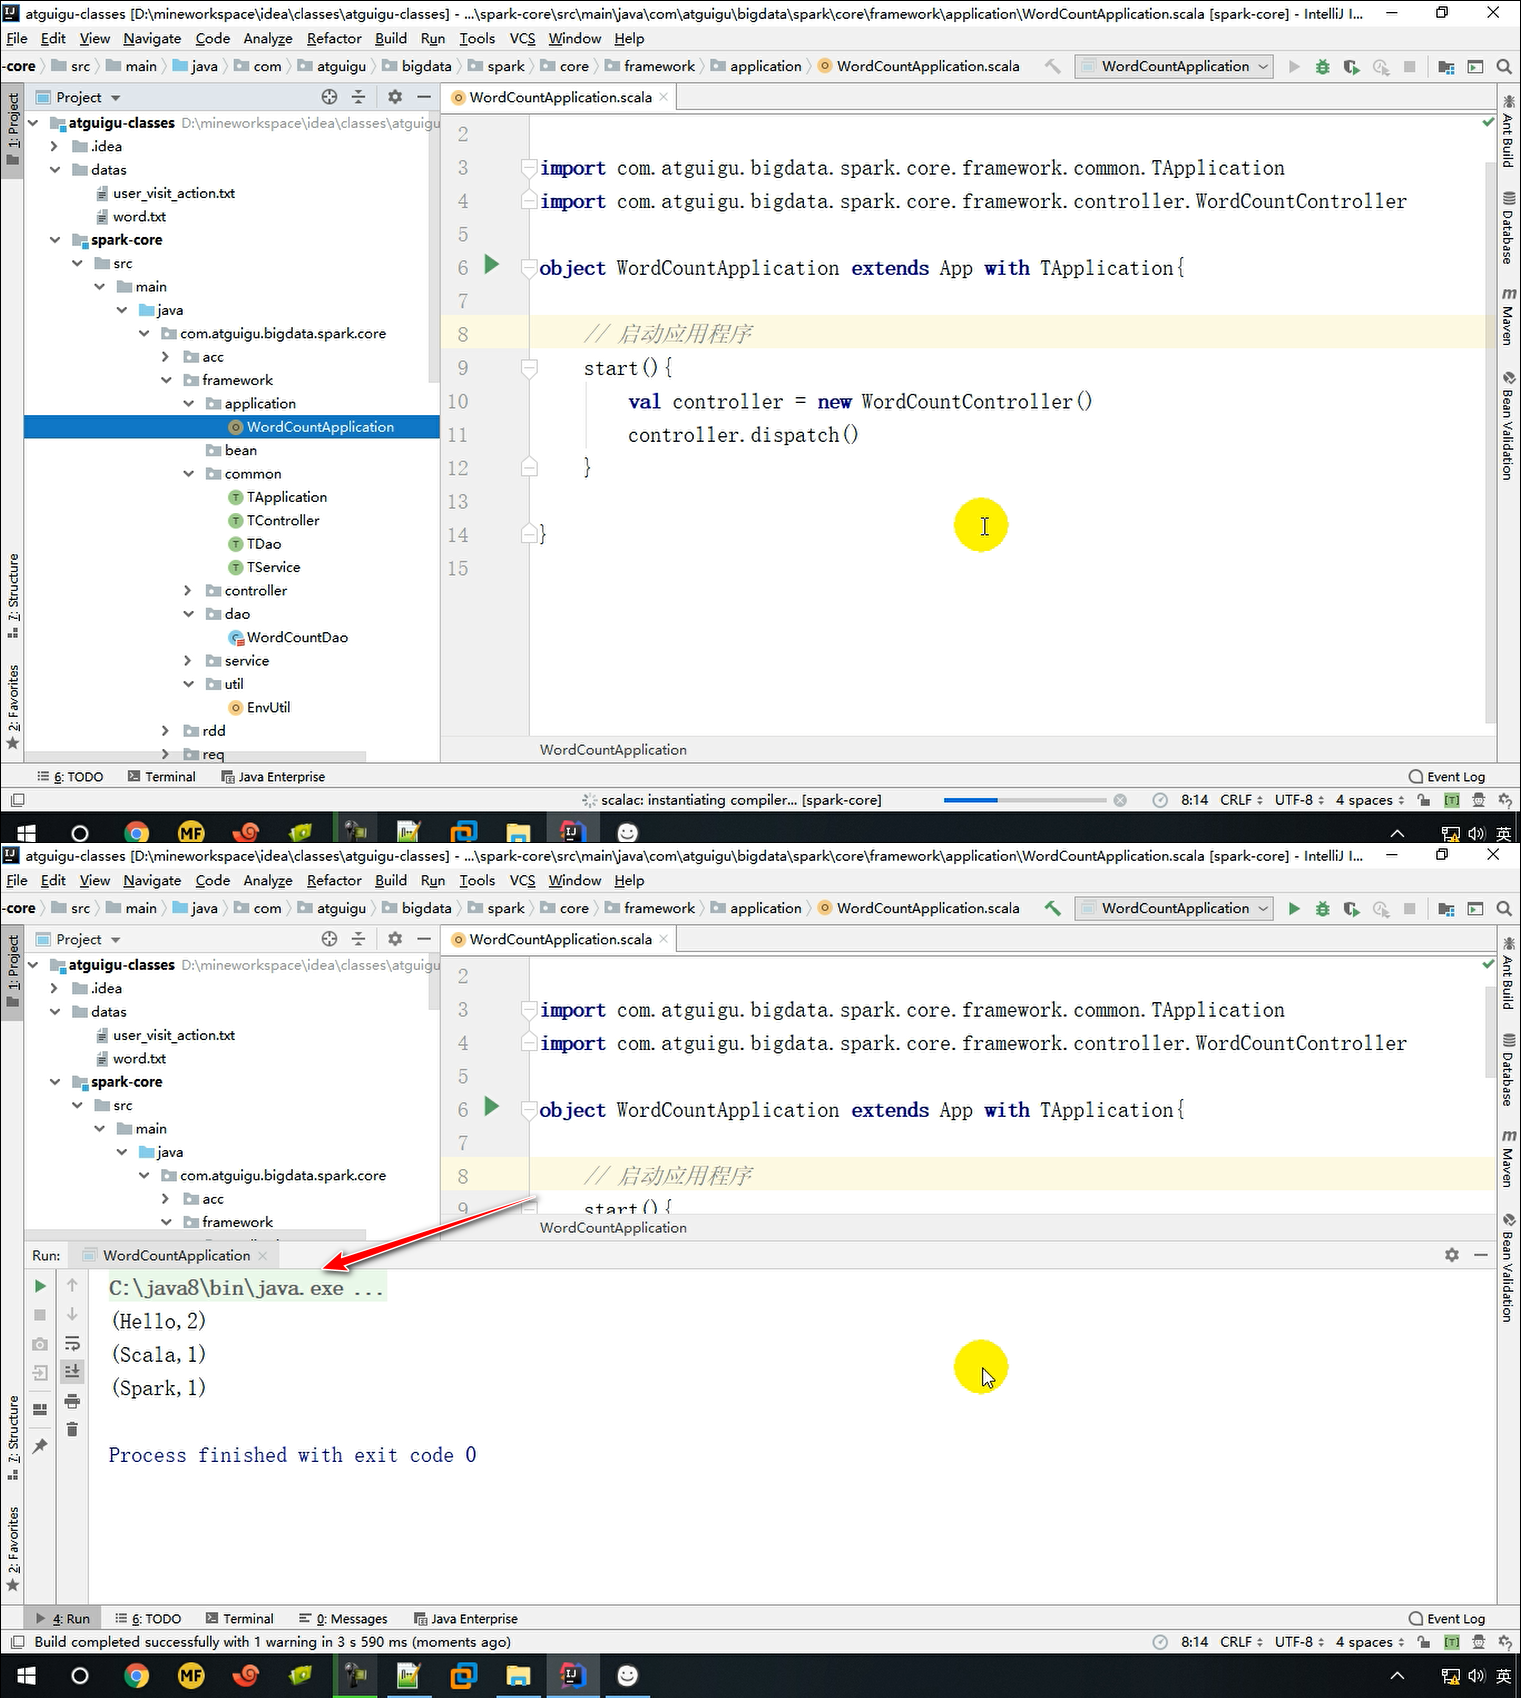 atguigu-classes [D:\mineworkspace\idea\classes\atguigu-classes] - ...\spark-core\src\main\java\com\atguigu\bigdata\spark\core\framework\application\WordCountApplication.scala [spark-core] - IntelliJ I...
File Edit View Navigate Code Analyze Refactor Build Run Tools VCS Window Help
-core src main java com atguigu bigdata spark core framework application WordCountApplication.scala WordCountApplication
Project WordCountApplication.scala
1: Project
7: Structure
2: Favorites
atguigu-classes D:\mineworkspace\idea\classes\atguigu
.idea
datas
user_visit_action.txt
word.txt
spark-core
src
main
java
com.atguigu.bigdata.spark.core
acc
framework
application
WordCountApplication
bean
common
TApplication
TController
TDao
TService
controller
dao
WordCountDao
service
util
EnvUtil
rdd
req
2
3 import com.atguigu.bigdata.spark.core.framework.common.TApplication
4 import com.atguigu.bigdata.spark.core.framework.controller.WordCountController
5
6 object WordCountApplication extends App with TApplication{
7
8 // 启动应用程序
9 start(){
10 val controller = new WordCountController()
11 controller.dispatch()
12 }
13
14 }
15
WordCountApplication
Ant Build
Database
Maven
Bean Validation
6: TODO Terminal Java Enterprise Event Log
scalac: instantiating compiler... [spark-core] 8:14 CRLF UTF-8 4 spaces
MF 英
atguigu-classes [D:\mineworkspace\idea\classes\atguigu-classes] - ...\spark-core\src\main\java\com\atguigu\bigdata\spark\core\framework\application\WordCountApplication.scala [spark-core] - IntelliJ I...
File Edit View Navigate Code Analyze Refactor Build Run Tools VCS Window Help
-core src main java com atguigu bigdata spark core framework application WordCountApplication.scala WordCountApplication
Project WordCountApplication.scala
1: Project
7: Structure
2: Favorites
atguigu-classes D:\mineworkspace\idea\classes\atguigu
.idea
datas
user_visit_action.txt
word.txt
spark-core
src
main
java
com.atguigu.bigdata.spark.core
acc
framework
2
3 import com.atguigu.bigdata.spark.core.framework.common.TApplication
4 import com.atguigu.bigdata.spark.core.framework.controller.WordCountController
5
6 object WordCountApplication extends App with TApplication{
7
8 // 启动应用程序
9 start(){
WordCountApplication
Ant Build
Database
Maven
Bean Validation
Run: WordCountApplication
C:\java8\bin\java.exe ...
(Hello,2)
(Scala,1)
(Spark,1)
Process finished with exit code 0
4: Run 6: TODO Terminal 0: Messages Java Enterprise Event Log
Build completed successfully with 1 warning in 3 s 590 ms (moments ago) 8:14 CRLF UTF-8 4 spaces
MF 英